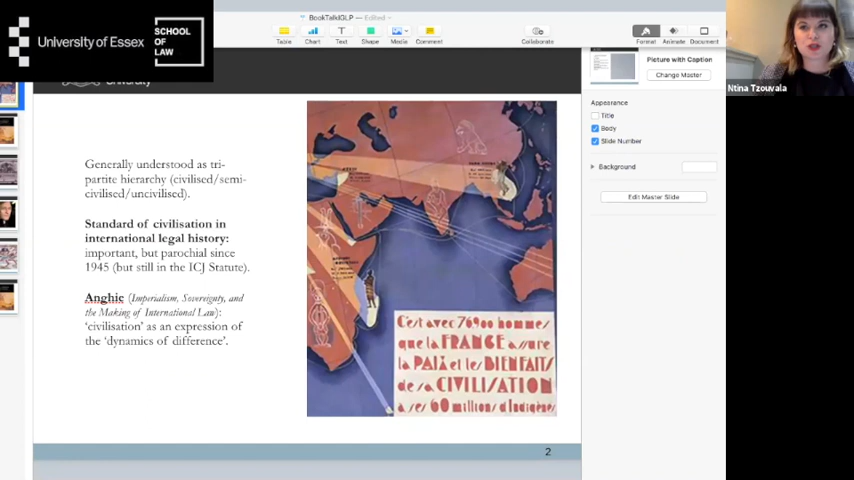 University of Essex
SCHOOL
OF
LAW
BookTalkIGLP — Edited
Table
Chart
Text
Shape
Media
Comment
Collaborate
Format
Animate
Document
University
Generally understood as tri-
partite hierarchy (civilised/semi-
civilised/uncivilised).
Standard of civilisation in
international legal history:
important, but parochial since
1945 (but still in the ICJ Statute).
Anghie (Imperialism, Sovereignty, and
the Making of International Law):
‘civilisation’ as an expression of
the ‘dynamics of difference’.
C'est avec 76900 hommes
que la FRANCE assure
la PAIX et les BIENFAITS
de sa CIVILISATION
à ses 60 millions d'Indigènes
2
Picture with Caption
Change Master
Appearance
Title
Body
Slide Number
Background
Edit Master Slide
Ntina Tzouvala